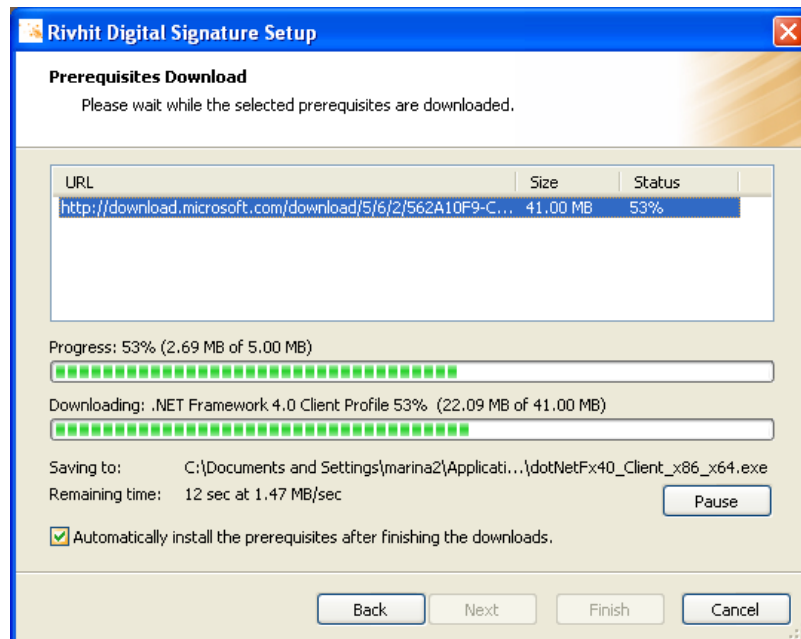 Rivhit Digital Signature Setup
Prerequisites Download
Please wait while the selected prerequisites are downloaded.
URL Size Status
http://download.microsoft.com/download/5/6/2/562A10F9-C... 41.00 MB 53%
Progress: 53% (2.69 MB of 5.00 MB)
Downloading: .NET Framework 4.0 Client Profile 53% (22.09 MB of 41.00 MB)
Saving to: C:\Documents and Settings\marina2\Applicati...\dotNetFx40_Client_x86_x64.exe
Remaining time: 12 sec at 1.47 MB/sec
Pause
Automatically install the prerequisites after finishing the downloads.
Back Next Finish Cancel